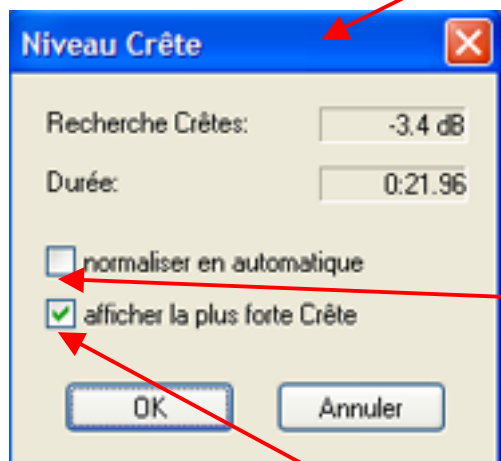 Niveau Crête
Recherche Crêtes: -3.4 dB
Durée: 0:21.96
normaliser en automatique
afficher la plus forte Crête
OK Annuler